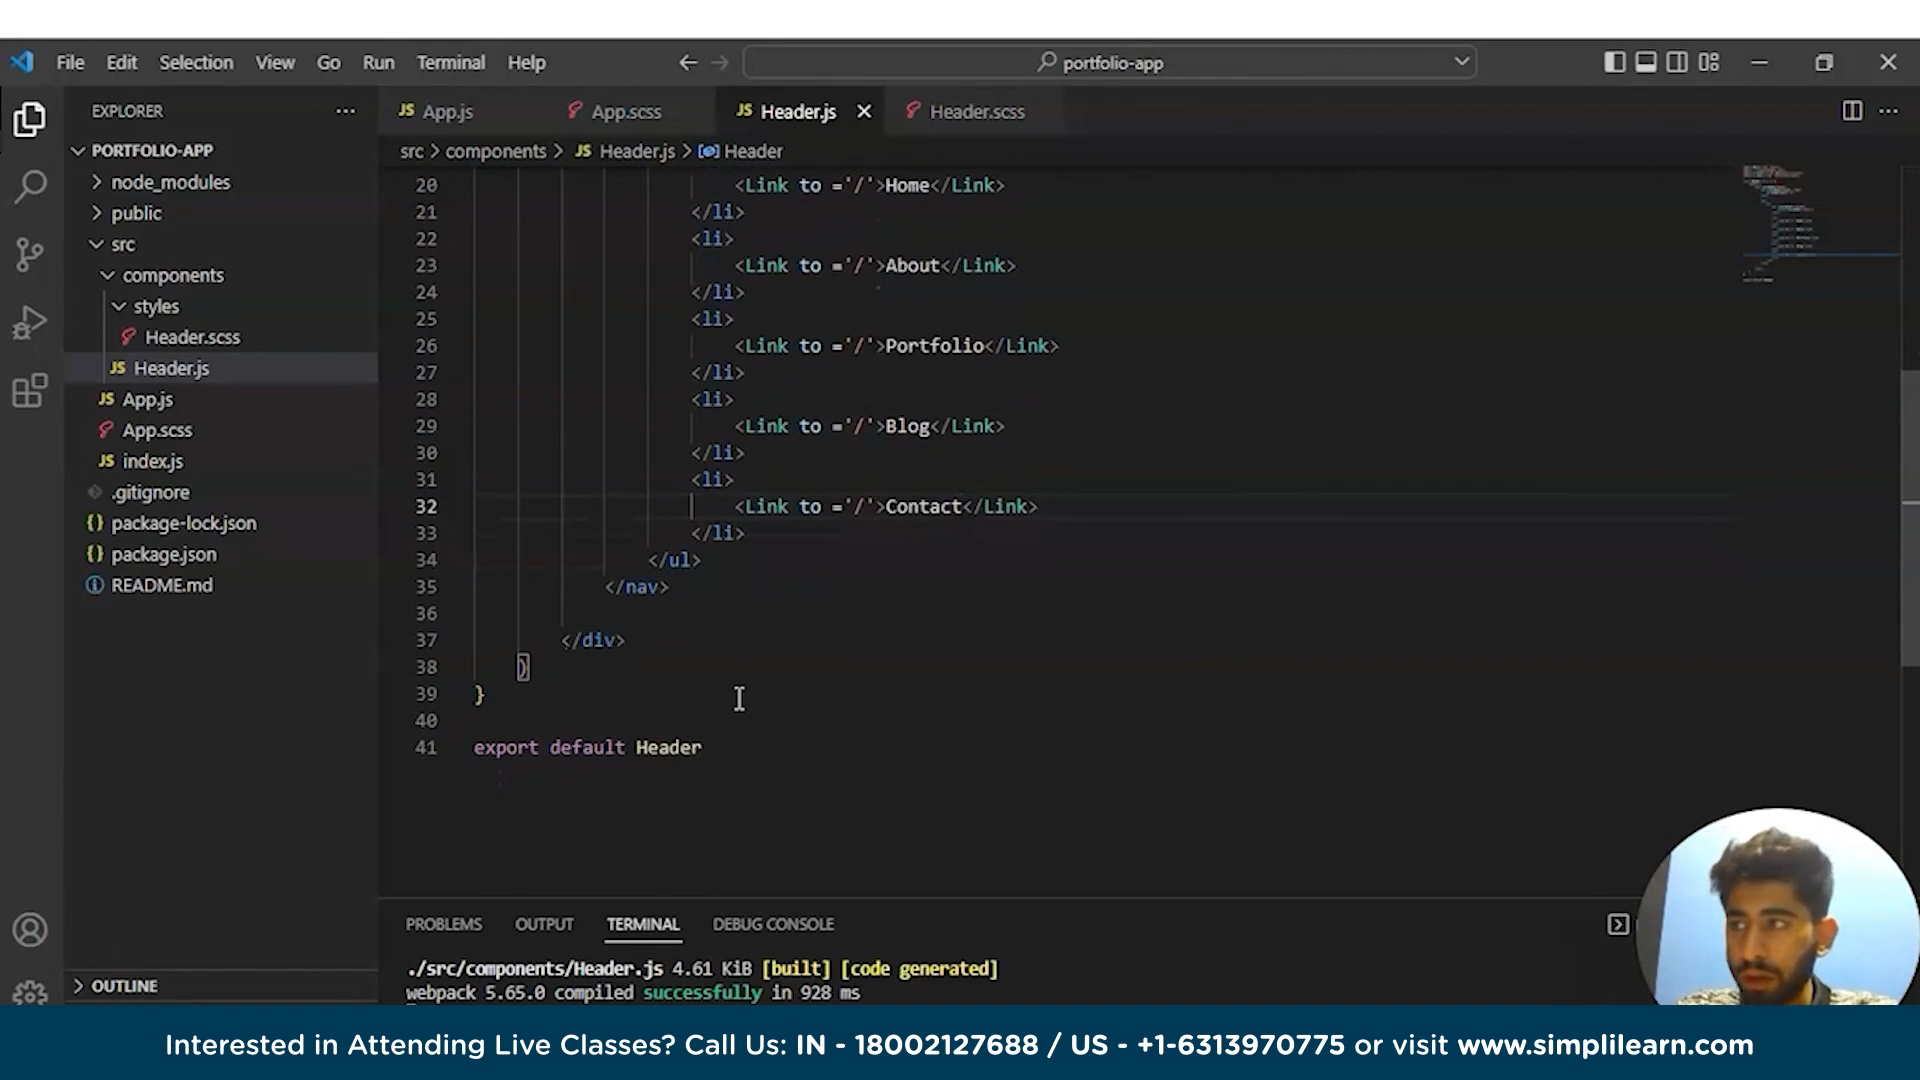 File Edit Selection View Go Run Terminal Help
portfolio-app
EXPLORER
JS App.js
App.scss
JS Header.js
Header.scss
PORTFOLIO-APP
src > components > JS Header.js > Header
node_modules
public
src
components
styles
Header.scss
JS Header.js
JS App.js
App.scss
JS index.js
.gitignore
{} package-lock.json
{} package.json
README.md
OUTLINE
20 <Link to ='/'>Home</Link>
21 </li>
22 <li>
23 <Link to ='/'>About</Link>
24 </li>
25 <li>
26 <Link to ='/'>Portfolio</Link>
27 </li>
28 <li>
29 <Link to ='/'>Blog</Link>
30 </li>
31 <li>
32 <Link to ='/'>Contact</Link>
33 </li>
34 </ul>
35 </nav>
36
37 </div>
38 )
39 }
40
41 export default Header
PROBLEMS OUTPUT TERMINAL DEBUG CONSOLE
./src/components/Header.js 4.61 KiB [built] [code generated]
webpack 5.65.0 compiled successfully in 928 ms
Interested in Attending Live Classes? Call Us: IN - 18002127688 / US - +1-6313970775 or visit www.simplilearn.com